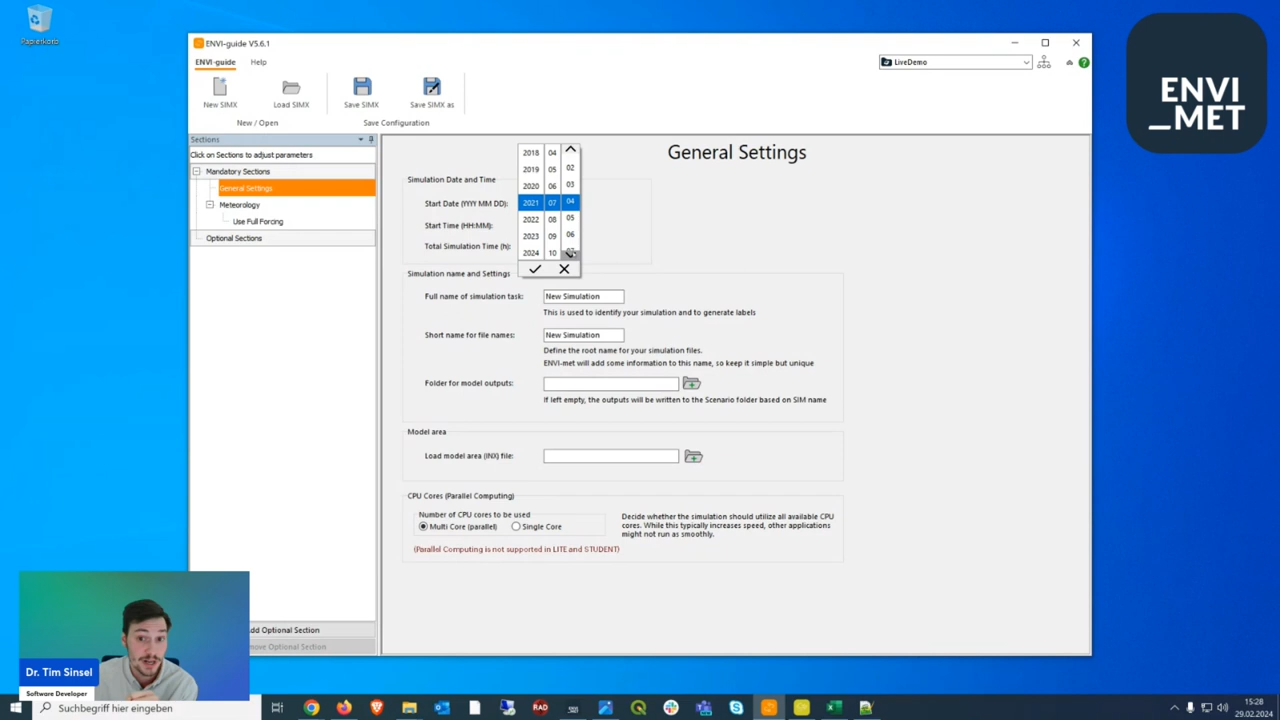 Papierkorb
ENVI-guide V5.6.1
ENVI-guide
Help
LiveDemo
New SIMX
Load SIMX
Save SIMX
Save SIMX as
New / Open
Save Configuration
ENVI
_MET
Sections
Click on Sections to adjust parameters
Mandatory Sections
General Settings
Meteorology
Use Full Forcing
Optional Sections
General Settings
Simulation Date and Time
Start Date (YYYY MM DD):
Start Time (HH:MM):
Total Simulation Time (h):
2018 04
2019 05 02
2020 06 03
2021 07 04
2022 08 05
2023 09 06
2024 10
Simulation name and Settings
Full name of simulation task:
New Simulation
This is used to identify your simulation and to generate labels
Short name for file names:
New Simulation
Define the root name for your simulation files.
ENVI-met will add some information to this name, so keep it simple but unique
Folder for model outputs:
If left empty, the outputs will be written to the Scenario folder based on SIM name
Model area
Load model area (INX) file:
CPU Cores (Parallel Computing)
Number of CPU cores to be used
Multi Core (parallel)
Single Core
Decide whether the simulation should utilize all available CPU
cores. While this typically increases speed, other applications
might not run as smoothly.
(Parallel Computing is not supported in LITE and STUDENT)
dd Optional Section
move Optional Section
Dr. Tim Sinsel
Software Developer
Suchbegriff hier eingeben
RAD
15:28
29.02.2024